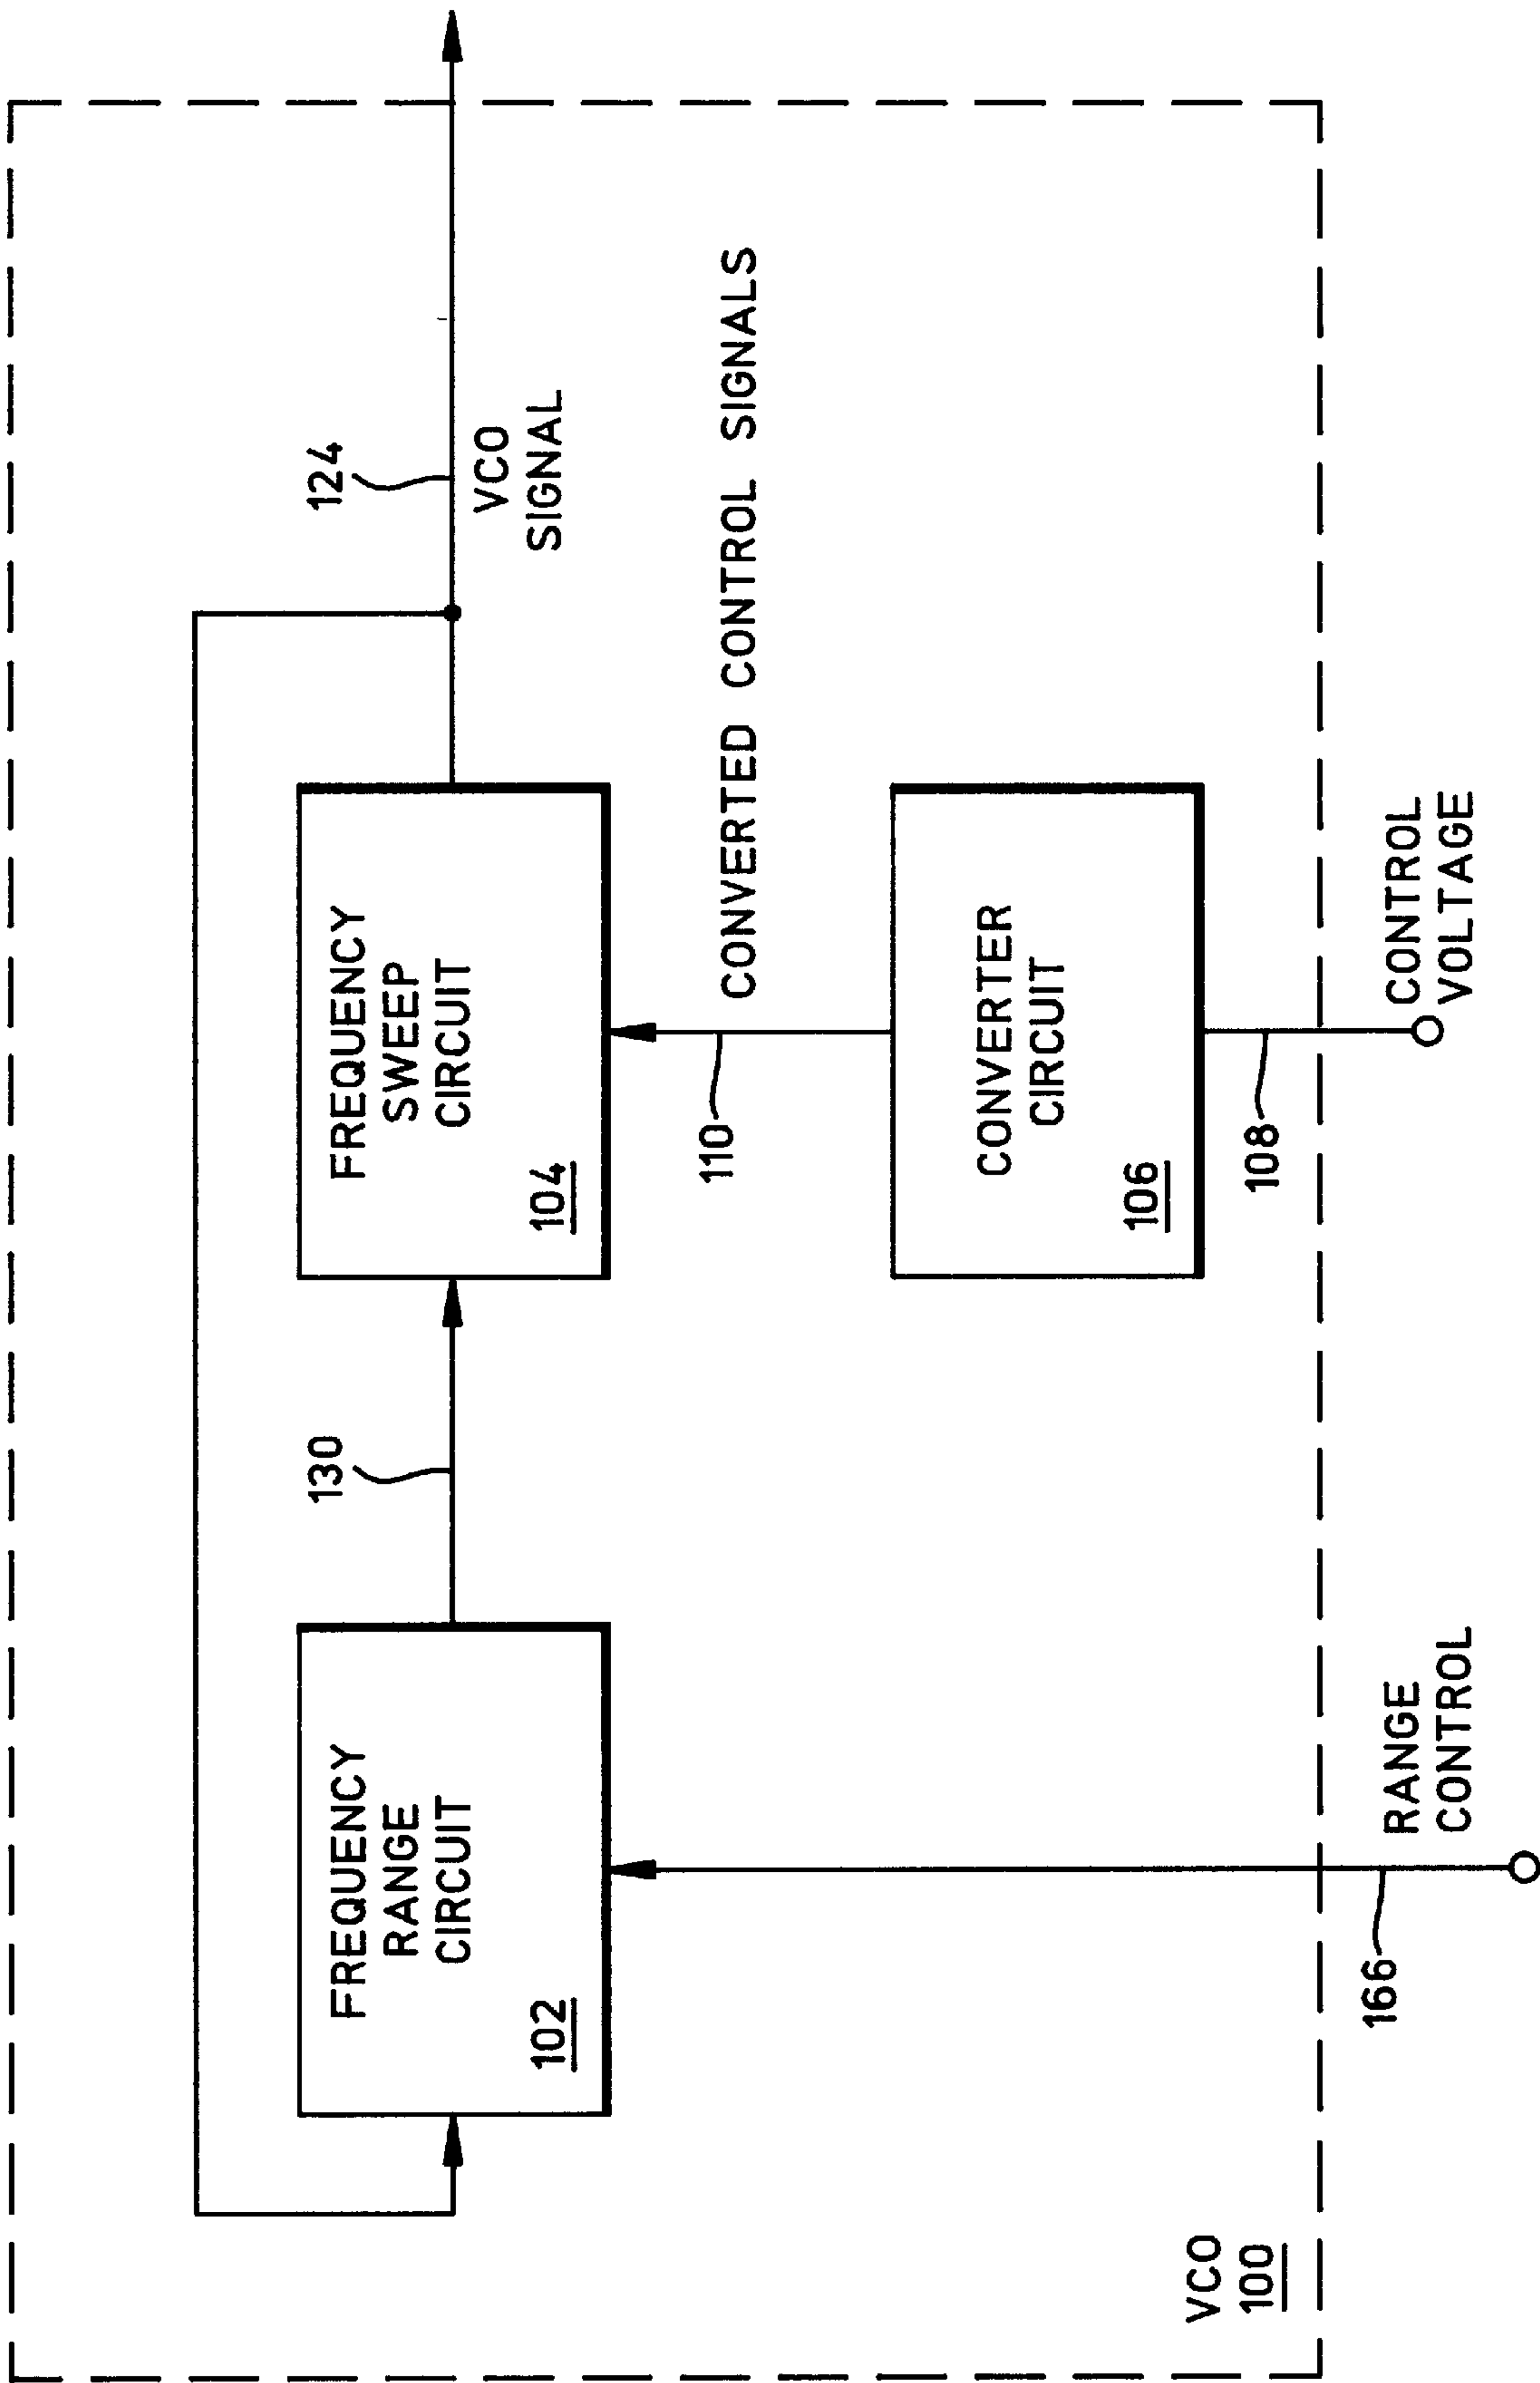 124
VCO
SIGNAL
130
FREQUENCY
RANGE
CIRCUIT
102
FREQUENCY
SWEEP
CIRCUIT
104
110
CONVERTED CONTROL SIGNALS
CONVERTER
CIRCUIT
106
VCO
100
166
RANGE
CONTROL
108
CONTROL
VOLTAGE